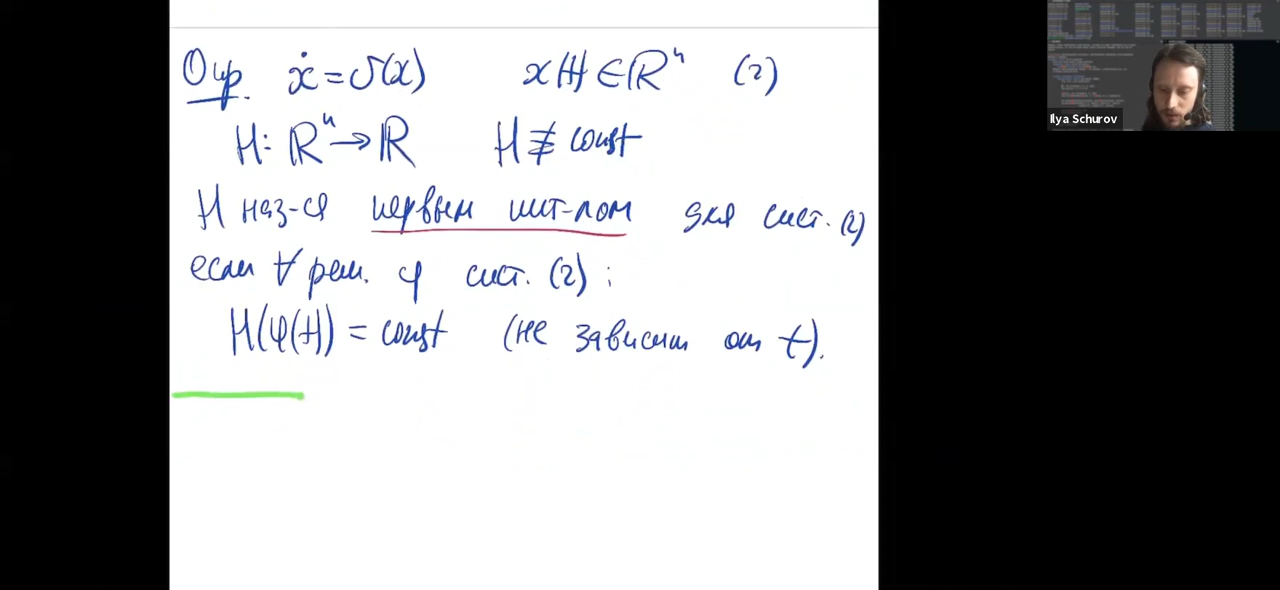 Опр. ẋ = v(x) x(t) ∈ ℝⁿ (2)
H: ℝⁿ → ℝ H ≢ const
H наз-ся первым инт-лом для сист. (2)
если ∀ реш. φ сист. (2):
H(φ(t)) = const (не зависит от t).
Ilya Schurov